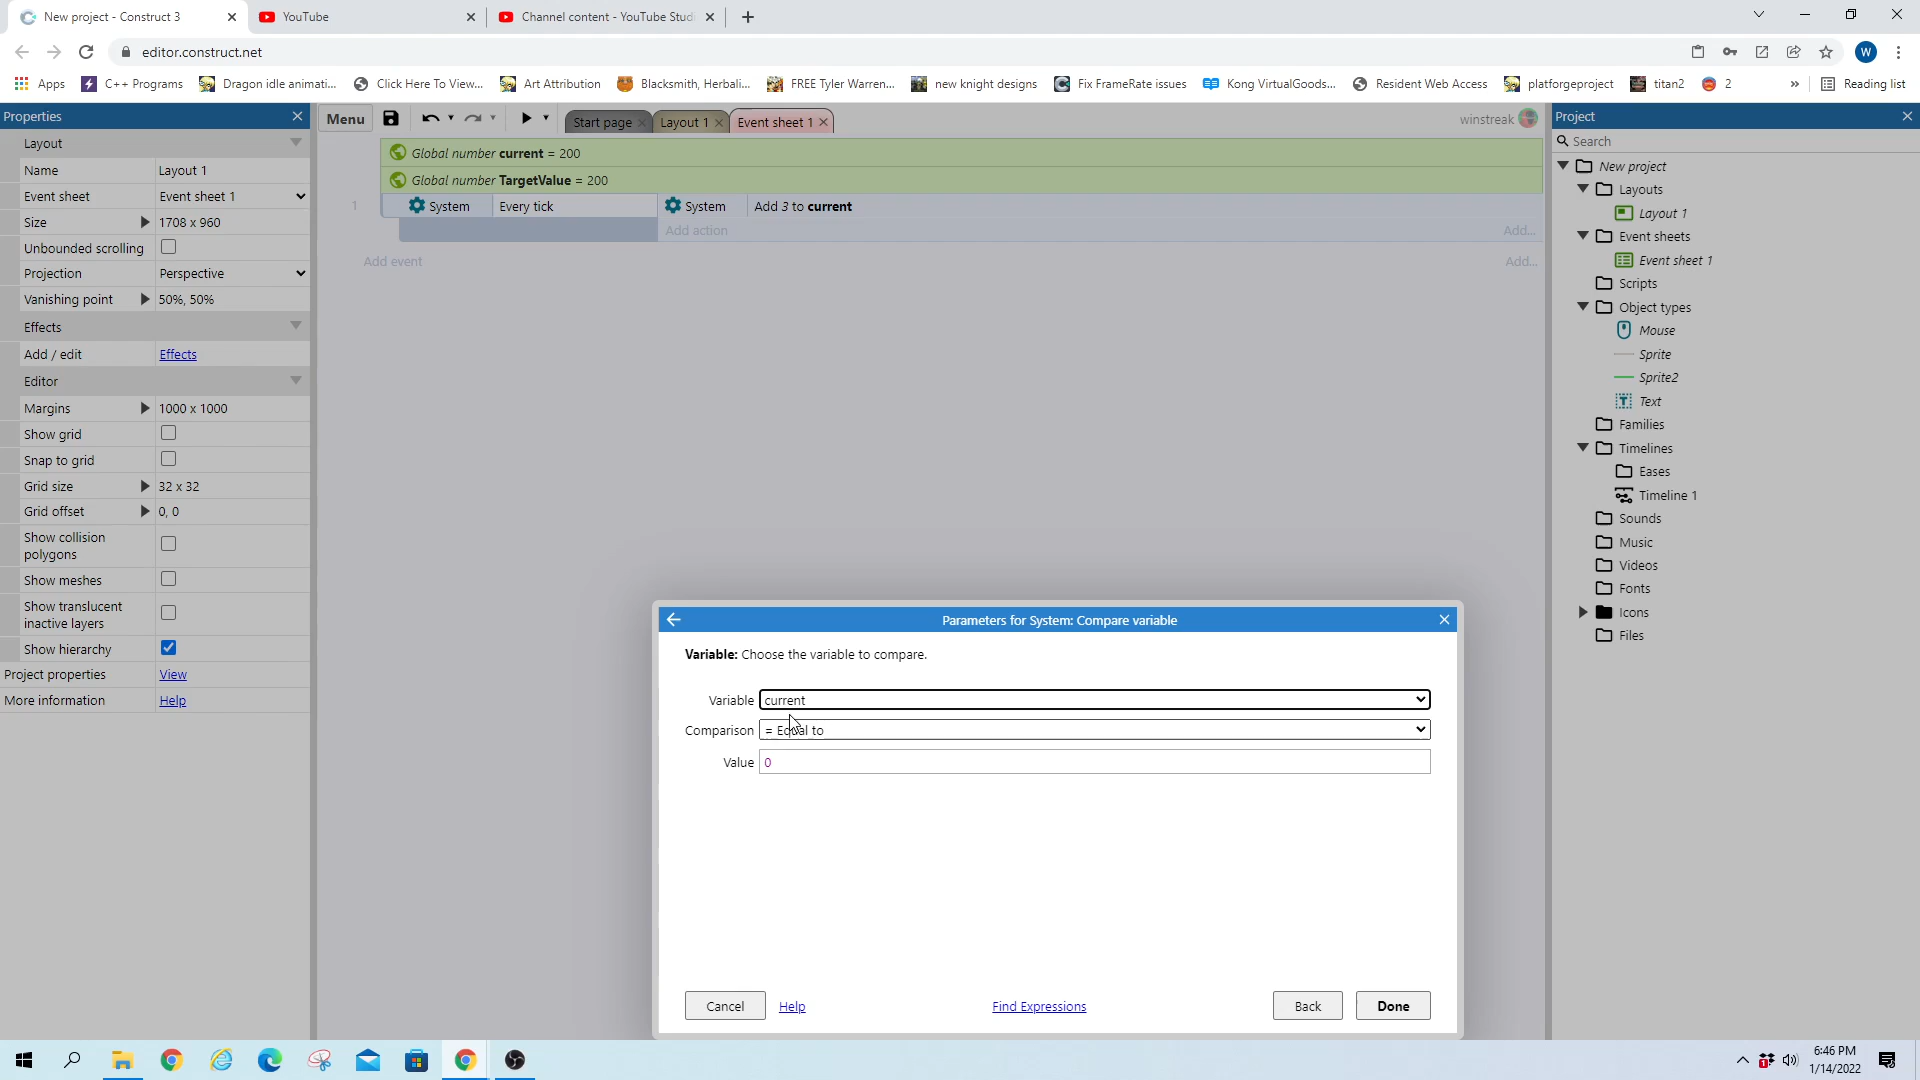 New project - Construct 3
YouTube
Channel content - YouTube Studi
editor.construct.net
W
Apps
C++ Programs
Dragon idle animati...
Click Here To View...
Art Attribution
Blacksmith, Herbali...
FREE Tyler Warren...
new knight designs
Fix FrameRate issues
Kong VirtualGoods...
Resident Web Access
platforgeproject
titan2
2
»
Reading list
Properties
Menu
Start page
Layout 1
Event sheet 1
winstreak
Project
Layout
Name Layout 1
Event sheet Event sheet 1
Size 1708 x 960
Unbounded scrolling
Projection Perspective
Vanishing point 50%, 50%
Effects
Add / edit Effects
Editor
Margins 1000 x 1000
Show grid
Snap to grid
Grid size 32 x 32
Grid offset 0, 0
Show collision
polygons
Show meshes
Show translucent
inactive layers
Show hierarchy
Project properties View
More information Help
Global number current = 200
Global number TargetValue = 200
1 System Every tick System Add 3 to current
Add action Add...
Add event Add...
Parameters for System: Compare variable
Variable: Choose the variable to compare.
Variable current
Comparison = Equal to
Value 0
Cancel Help Find Expressions Back Done
Search
New project
Layouts
Layout 1
Event sheets
Event sheet 1
Scripts
Object types
Mouse
Sprite
Sprite2
Text
Families
Timelines
Eases
Timeline 1
Sounds
Music
Videos
Fonts
Icons
Files
6:46 PM
1/14/2022